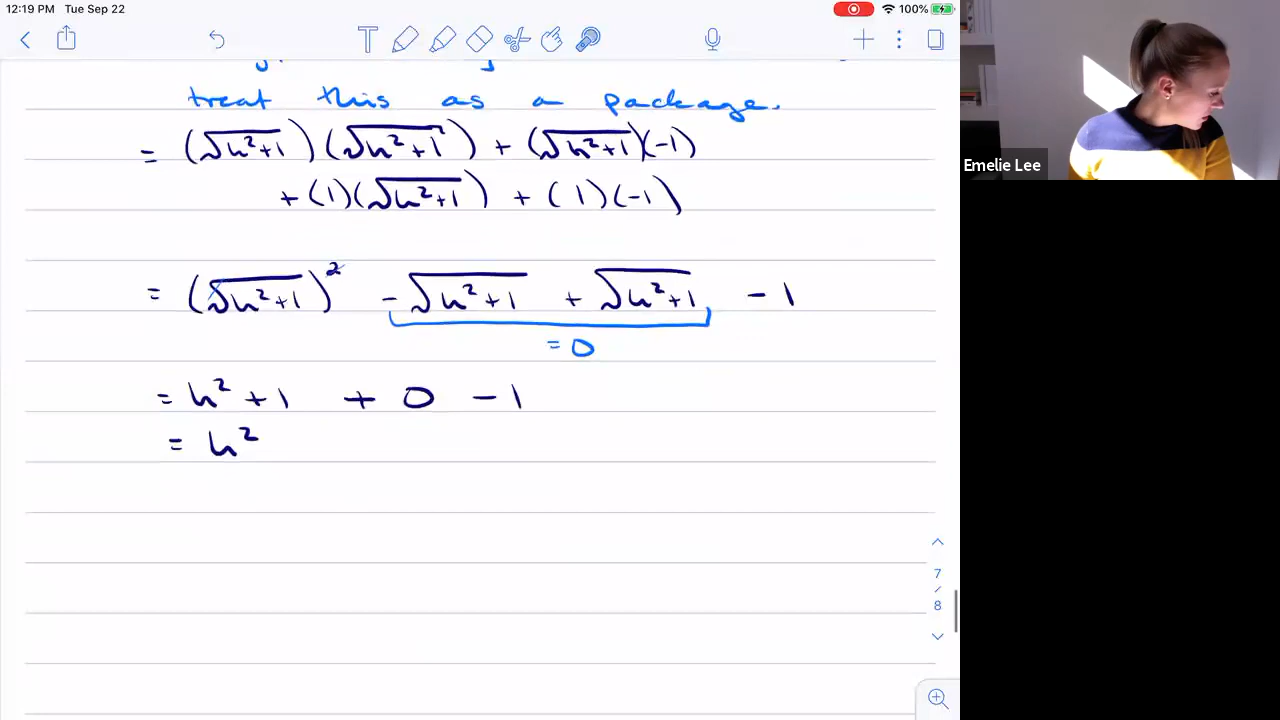 12:19 PM Tue Sep 22
100%
treat this as a package.
= (√h²+1)(√h²+1) + (√h²+1)(-1)
+ (1)(√h²+1) + (1)(-1)
= (√h²+1)² - √h²+1 + √h²+1 - 1
= 0
= h² + 1 + 0 - 1
= h²
7
/
8
Emelie Lee